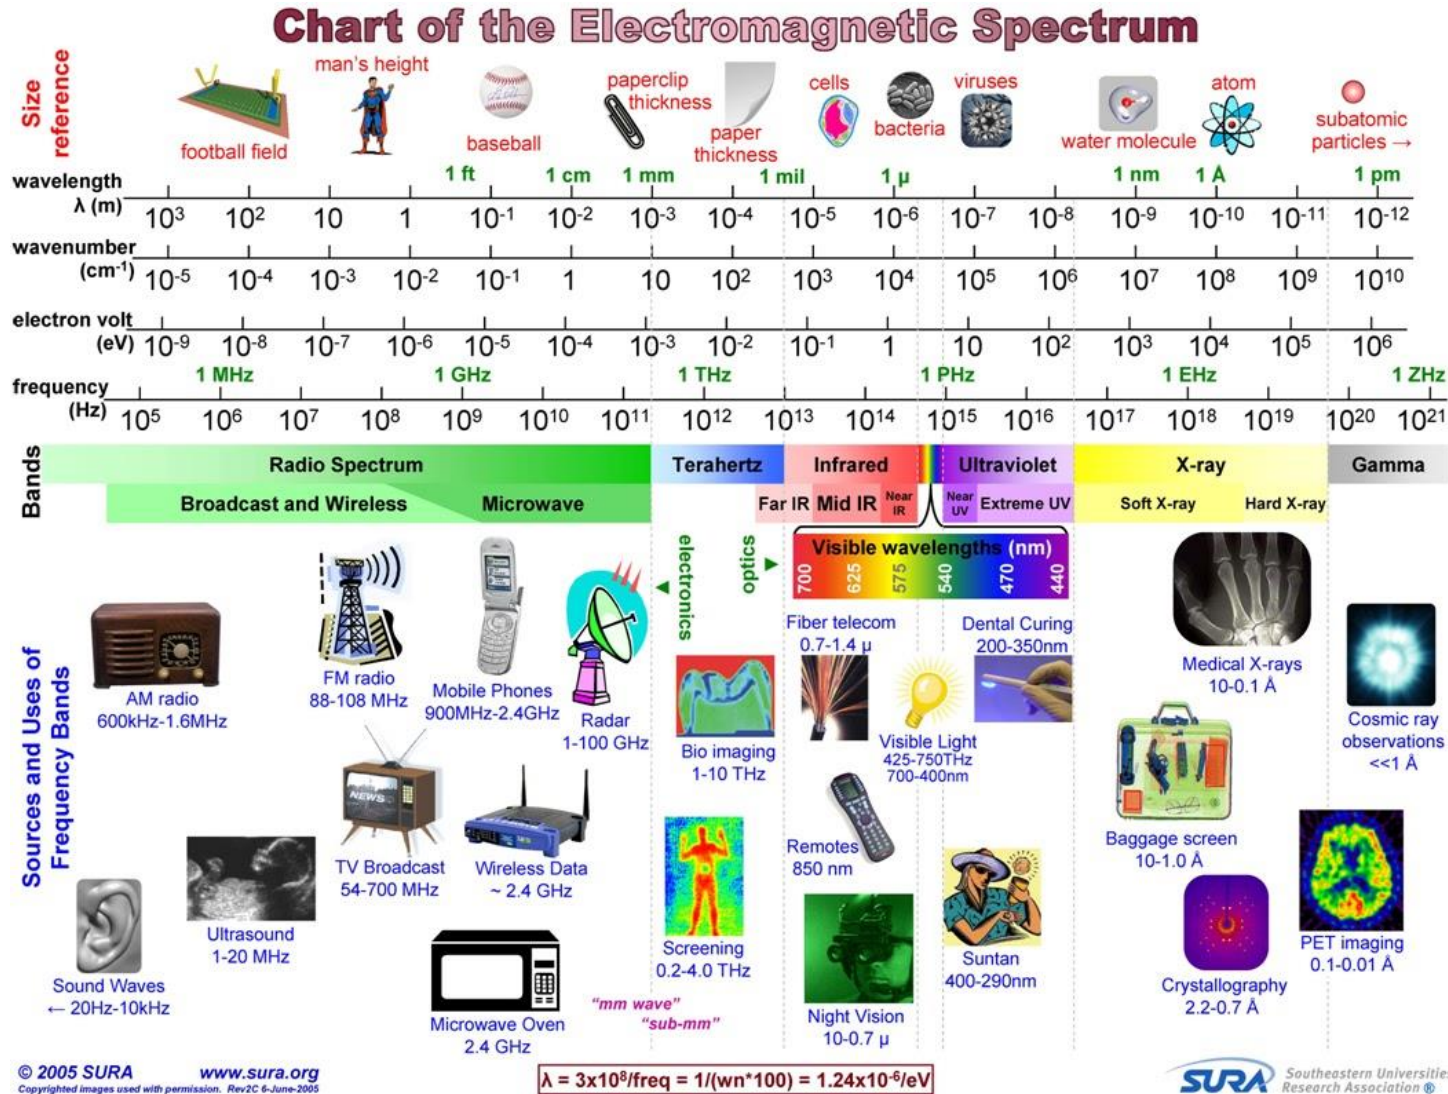 Chart of the Electromagnetic Spectrum
Size reference
football field
man's height
baseball
paperclip thickness
paper thickness
cells
bacteria
viruses
water molecule
atom
subatomic particles →
1 ft 1 cm 1 mm 1 mil 1 µ 1 nm 1 Å 1 pm
wavelength λ (m)
10³ 10² 10 1 10⁻¹ 10⁻² 10⁻³ 10⁻⁴ 10⁻⁵ 10⁻⁶ 10⁻⁷ 10⁻⁸ 10⁻⁹ 10⁻¹⁰ 10⁻¹¹ 10⁻¹²
wavenumber (cm⁻¹)
10⁻⁵ 10⁻⁴ 10⁻³ 10⁻² 10⁻¹ 1 10 10² 10³ 10⁴ 10⁵ 10⁶ 10⁷ 10⁸ 10⁹ 10¹⁰
electron volt (eV)
10⁻⁹ 10⁻⁸ 10⁻⁷ 10⁻⁶ 10⁻⁵ 10⁻⁴ 10⁻³ 10⁻² 10⁻¹ 1 10 10² 10³ 10⁴ 10⁵ 10⁶
1 MHz 1 GHz 1 THz 1 PHz 1 EHz 1 ZHz
frequency (Hz)
10⁵ 10⁶ 10⁷ 10⁸ 10⁹ 10¹⁰ 10¹¹ 10¹² 10¹³ 10¹⁴ 10¹⁵ 10¹⁶ 10¹⁷ 10¹⁸ 10¹⁹ 10²⁰ 10²¹
Bands
Radio Spectrum Terahertz Infrared Ultraviolet X-ray Gamma
Broadcast and Wireless Microwave Far IR Mid IR Near IR Near UV Extreme UV Soft X-ray Hard X-ray
electronics
optics
Visible wavelengths (nm)
700 625 575 540 470 440
Sources and Uses of Frequency Bands
AM radio
600kHz-1.6MHz
FM radio
88-108 MHz
Mobile Phones
900MHz-2.4GHz
Radar
1-100 GHz
Bio imaging
1-10 THz
Fiber telecom
0.7-1.4 µ
Visible Light
425-750THz
700-400nm
Dental Curing
200-350nm
Medical X-rays
10-0.1 Å
Cosmic ray
observations
<<1 Å
NEWS
TV Broadcast
54-700 MHz
Wireless Data
~ 2.4 GHz
Remotes
850 nm
Baggage screen
10-1.0 Å
Sound Waves
← 20Hz-10kHz
Ultrasound
1-20 MHz
Microwave Oven
2.4 GHz
Screening
0.2-4.0 THz
"mm wave"
"sub-mm"
Night Vision
10-0.7 µ
Suntan
400-290nm
Crystallography
2.2-0.7 Å
PET imaging
0.1-0.01 Å
© 2005 SURA www.sura.org
Copyrighted images used with permission. Rev2C 6-June-2005
λ = 3x10⁸/freq = 1/(wn*100) = 1.24x10⁻⁶/eV
SURA
Southeastern Universities
Research Association ®